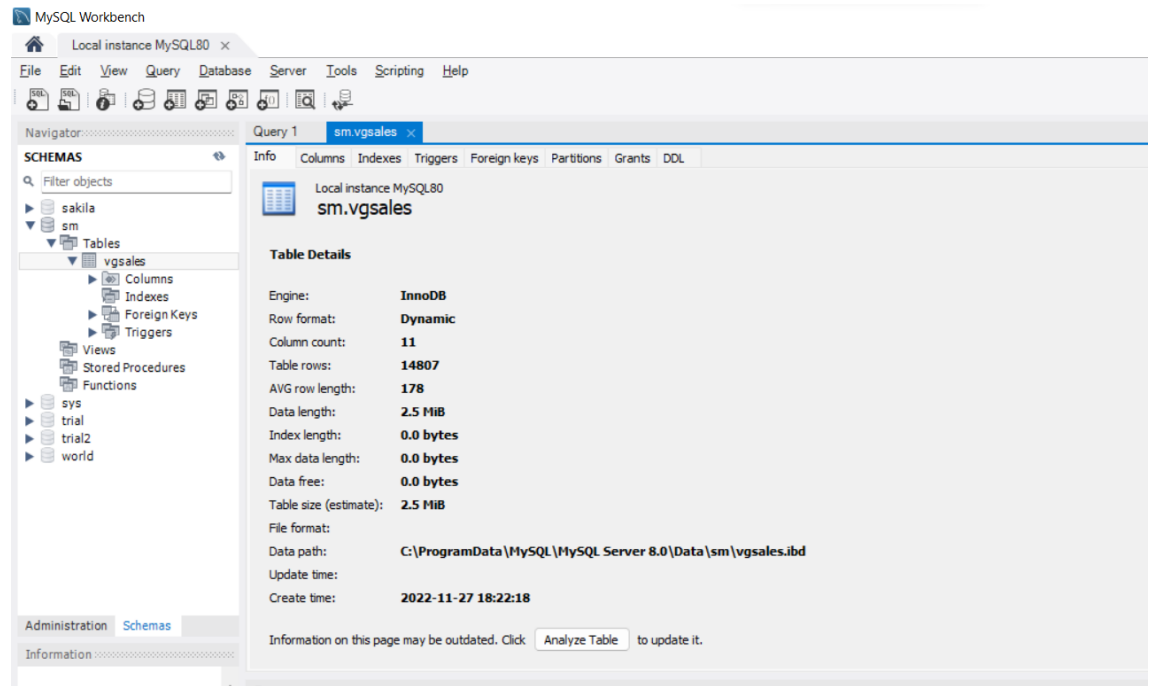 MySQL Workbench
Local instance MySQL80 ×
File Edit View Query Database Server Tools Scripting Help
Navigator
SCHEMAS
Filter objects
sakila
sm
Tables
vgsales
Columns
Indexes
Foreign Keys
Triggers
Views
Stored Procedures
Functions
sys
trial
trial2
world
Administration Schemas
Information
Query 1 sm.vgsales ×
Info Columns Indexes Triggers Foreign keys Partitions Grants DDL
Local instance MySQL80
sm.vgsales
Table Details
Engine: InnoDB
Row format: Dynamic
Column count: 11
Table rows: 14807
AVG row length: 178
Data length: 2.5 MiB
Index length: 0.0 bytes
Max data length: 0.0 bytes
Data free: 0.0 bytes
Table size (estimate): 2.5 MiB
File format:
Data path: C:\ProgramData\MySQL\MySQL Server 8.0\Data\sm\vgsales.ibd
Update time:
Create time: 2022-11-27 18:22:18
Information on this page may be outdated. Click Analyze Table to update it.